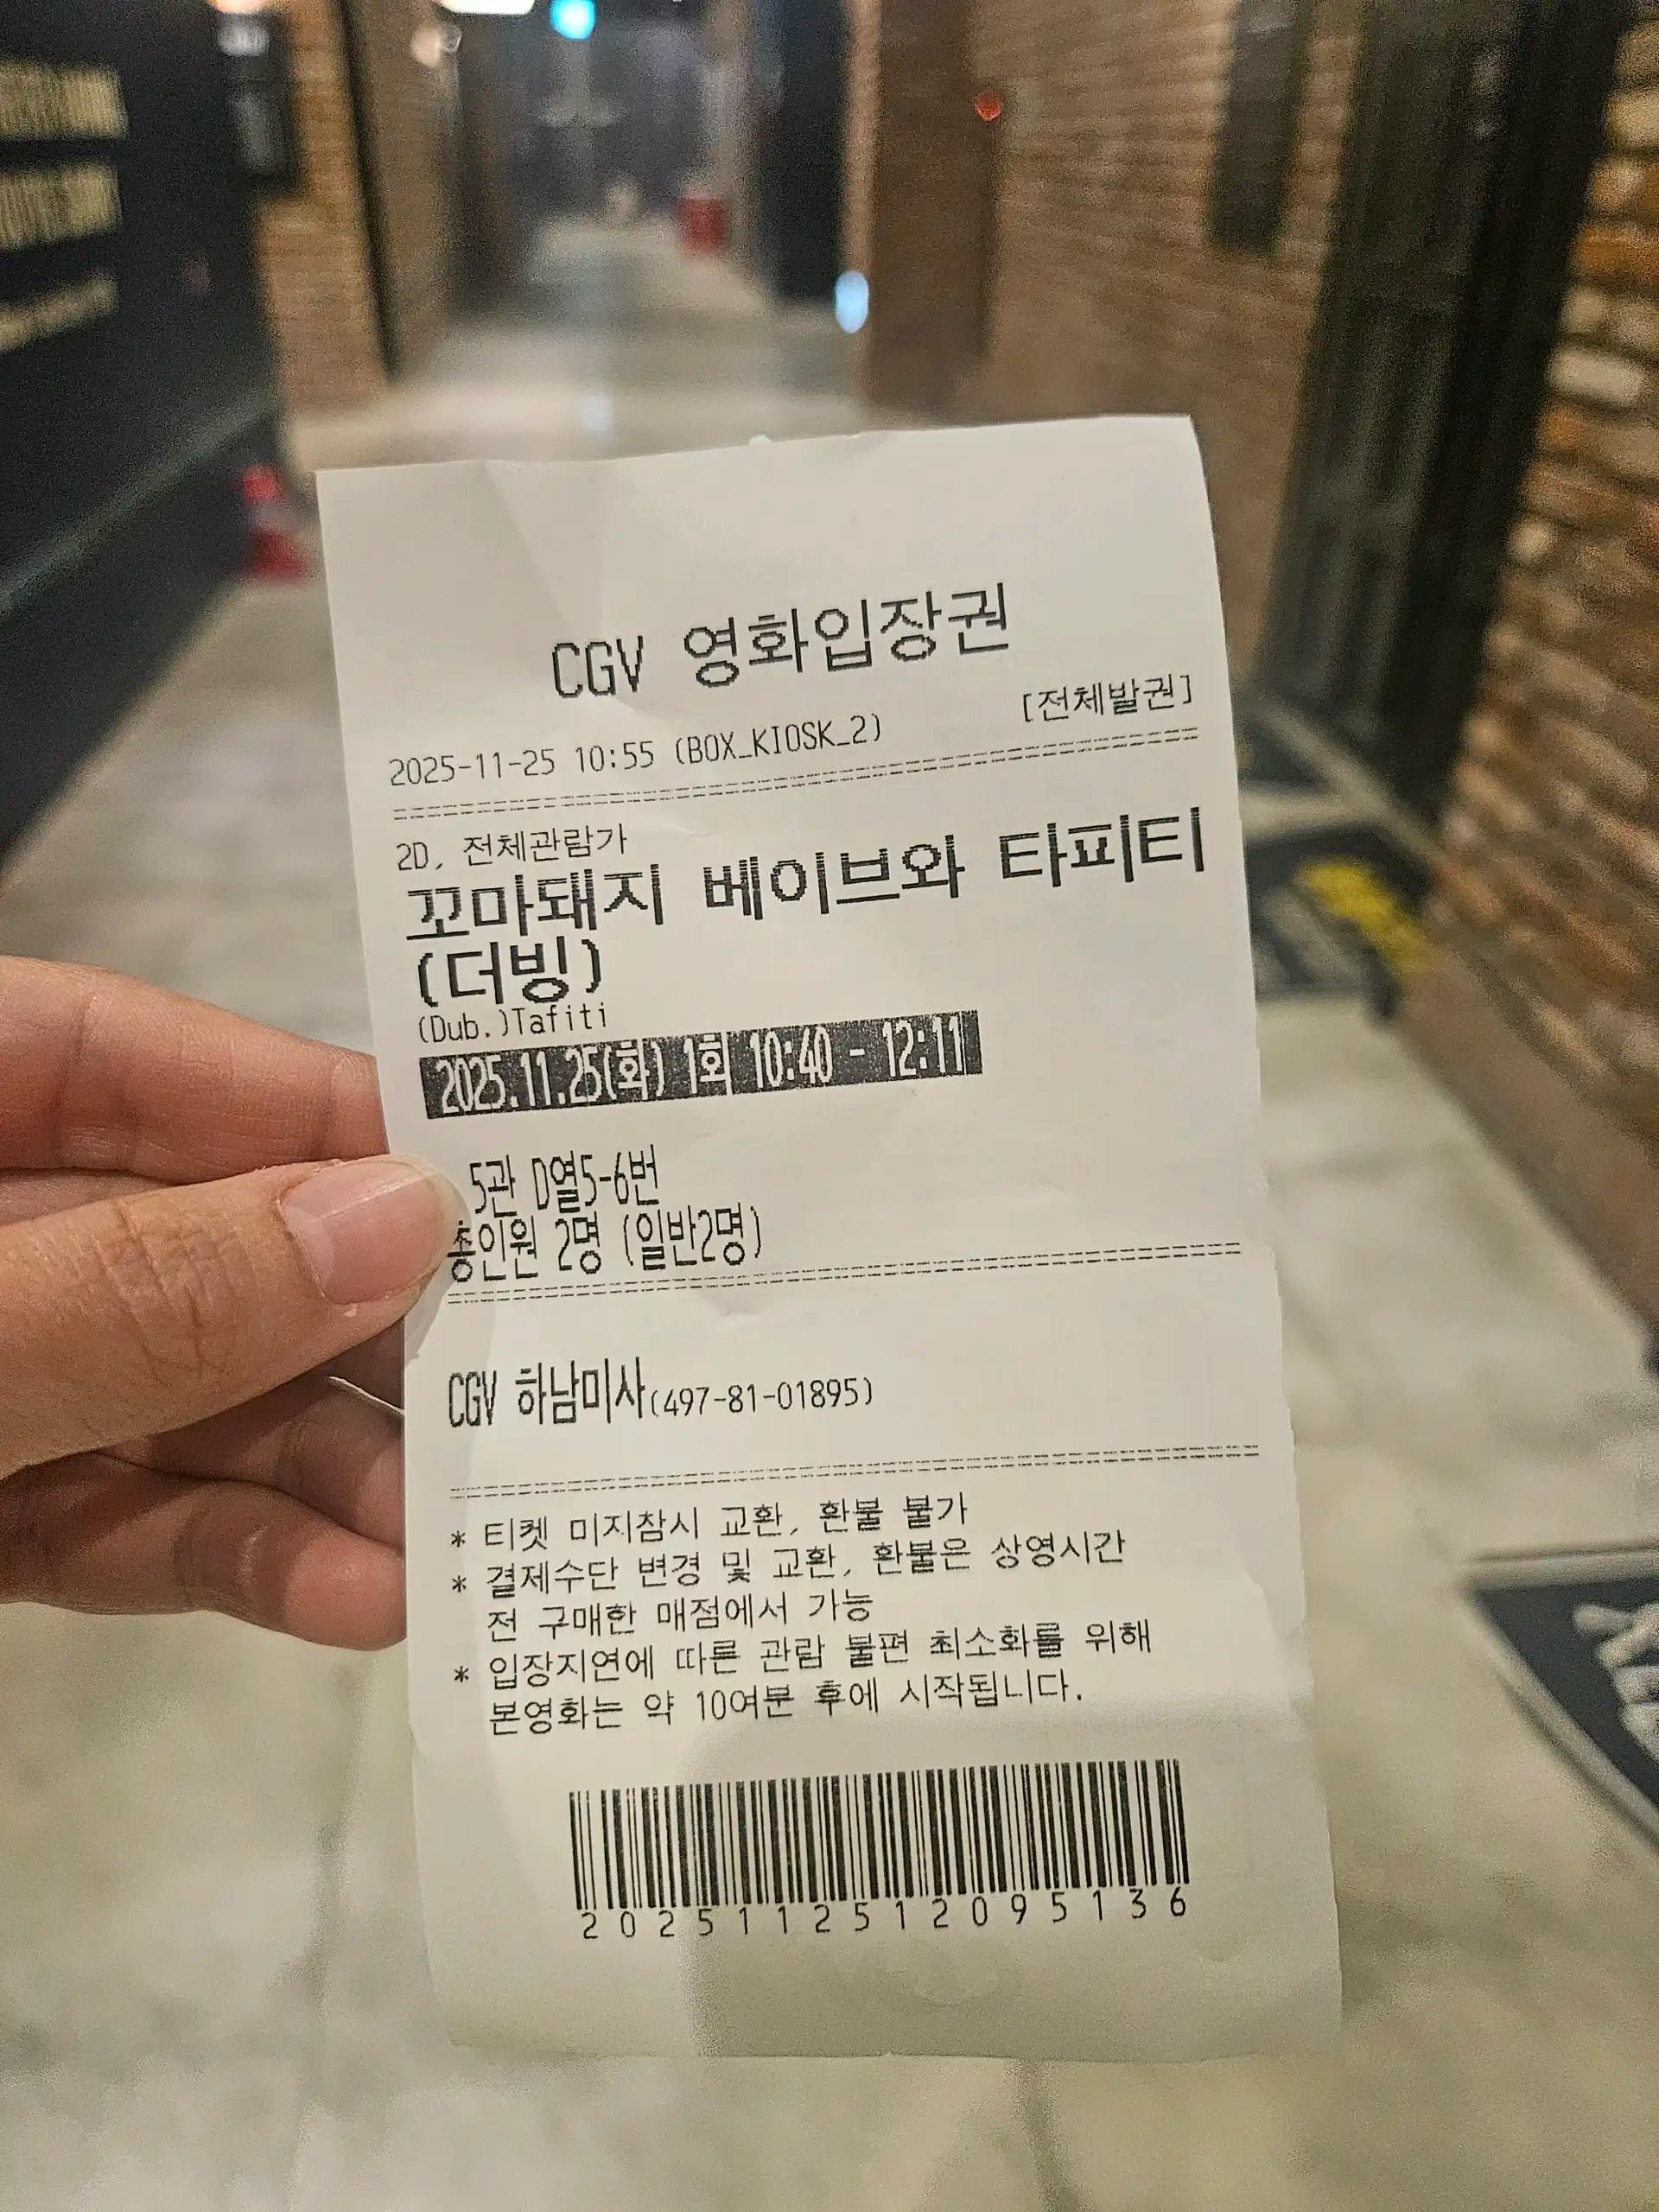 CGV 영화입장권
[전체발권]
2025-11-25 10:55 (BOX_KIOSK_2)
2D, 전체관람가
꼬마돼지 베이브와 타피티
(더빙)
(Dub.)Tafiti
2025.11.25(화) 1회 10:40 - 12:11
5관 D열5-6번
총인원 2명 (일반2명)
CGV 하남미사(497-81-01895)
* 티켓 미지참시 교환, 환불 불가
* 결제수단 변경 및 교환, 환불은 상영시간
전 구매한 매점에서 가능
* 입장지연에 따른 관람 불편 최소화를 위해
본영화는 약 10여분 후에 시작됩니다.
2025112512095136